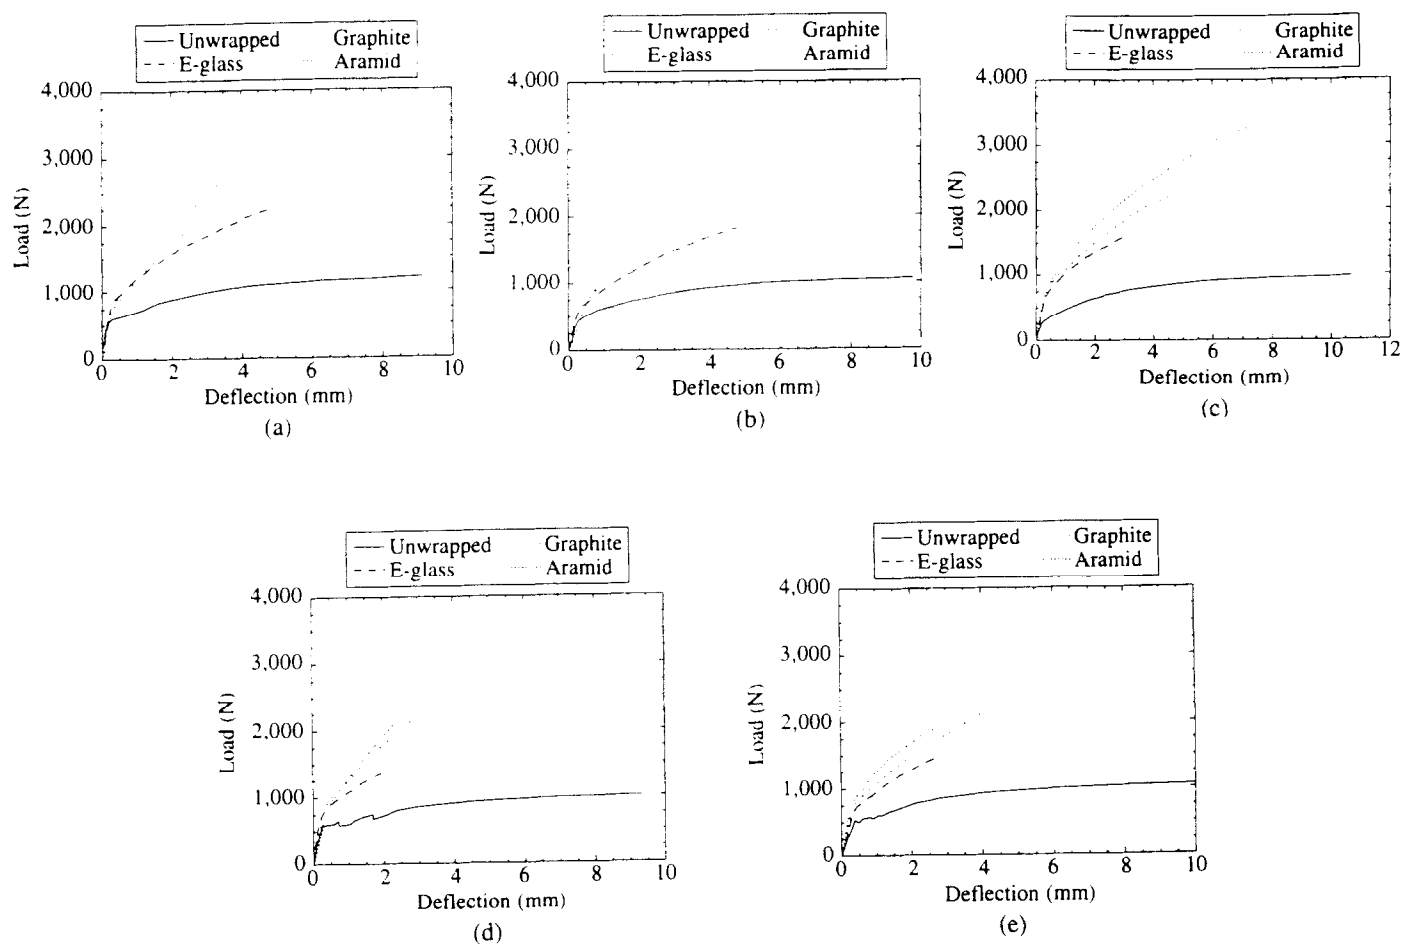 Unwrapped Graphite
E-glass Aramid
4,000
3,000
2,000
1,000
0
Load (N)
0 2 4 6 8 10
Deflection (mm)
(a)
Unwrapped Graphite
E-glass Aramid
4,000
3,000
2,000
1,000
0
Load (N)
0 2 4 6 8 10
Deflection (mm)
(b)
Unwrapped Graphite
E-glass Aramid
4,000
3,000
2,000
1,000
0
Load (N)
0 2 4 6 8 10 12
Deflection (mm)
(c)
Unwrapped Graphite
E-glass Aramid
4,000
3,000
2,000
1,000
0
Load (N)
0 2 4 6 8 10
Deflection (mm)
(d)
Unwrapped Graphite
E-glass Aramid
4,000
3,000
2,000
1,000
0
Load (N)
0 2 4 6 8 10
Deflection (mm)
(e)